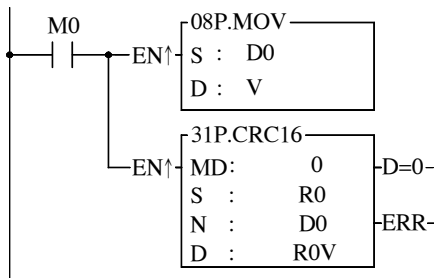 M0
08P.MOV
EN↑ S : D0
D : V
31P.CRC16
EN↑ MD: 0 D=0
S : R0
N : D0 ERR
D : R0V